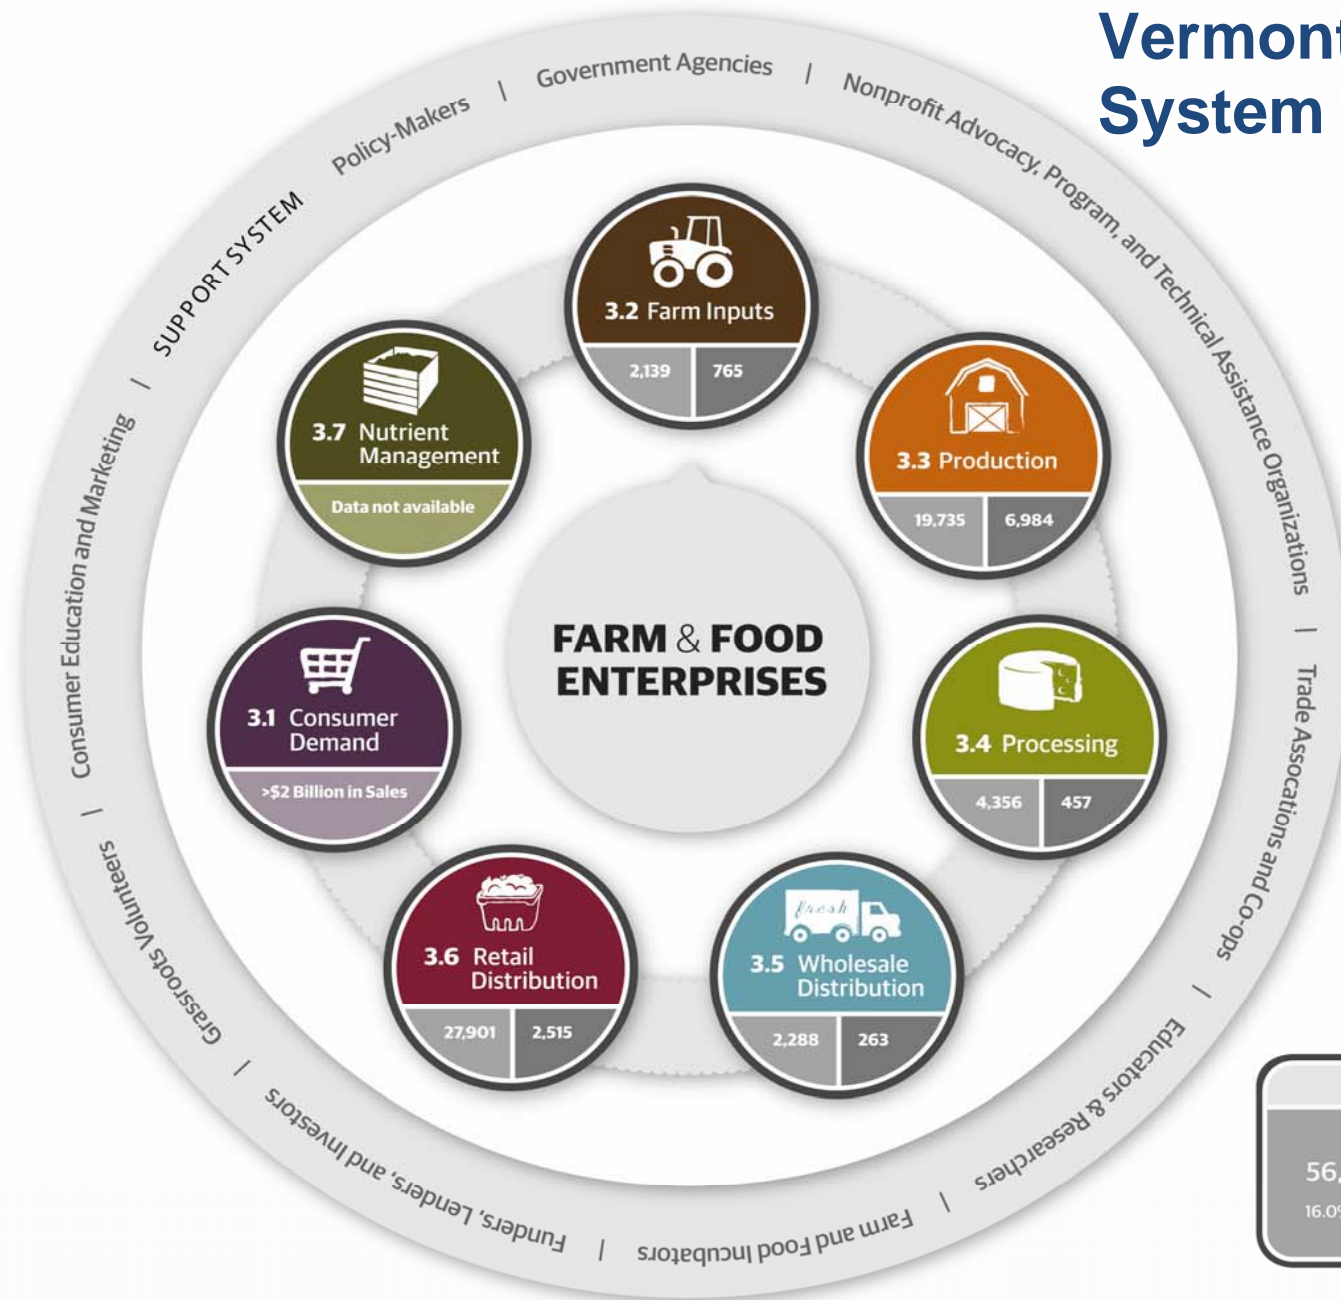 Vermont
System
SUPPORT SYSTEM
Policy-Makers
|
Government Agencies
|
Nonprofit Advocacy, Program, and Technical Assistance Organizations
|
Trade Assocations and Co-ops
|
Educators & Researchers
|
Farm and Food Incubators
|
Funders, Lenders, and Investors
|
Grassroots Volunteers
|
Consumer Education and Marketing
|
3.2 Farm Inputs
2,139 765
3.3 Production
19,735 6,984
3.4 Processing
4,356 457
fresh
3.5 Wholesale
Distribution
2,288 263
3.6 Retail
Distribution
27,901 2,515
3.1 Consumer
Demand
>$2 Billion in Sales
3.7 Nutrient
Management
Data not available
FARM & FOOD
ENTERPRISES
56,
16.0%